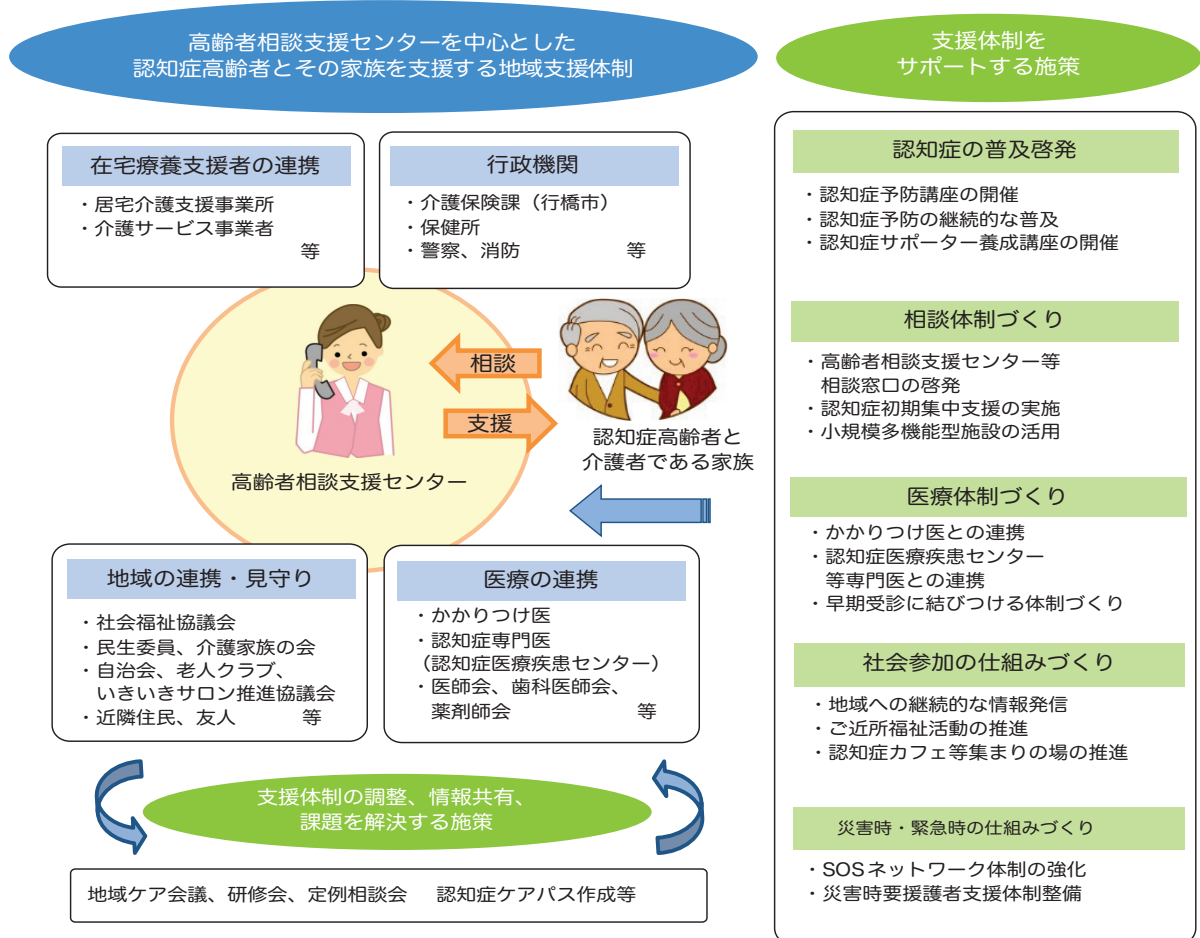 高齢者相談支援センターを中心とした
認知症高齢者とその家族を支援する地域支援体制
支援体制を
サポートする施策
在宅療養支援者の連携
・居宅介護支援事業所
・介護サービス事業者
等
行政機関
・介護保険課（行橋市）
・保健所
・警察、消防　　　　　等
相談
支援
高齢者相談支援センター
認知症高齢者と
介護者である家族
地域の連携・見守り
・社会福祉協議会
・民生委員、介護家族の会
・自治会、老人クラブ、
いきいきサロン推進協議会
・近隣住民、友人　　　等
医療の連携
・かかりつけ医
・認知症専門医
（認知症医療疾患センター）
・医師会、歯科医師会、
薬剤師会　　　　　　等
支援体制の調整、情報共有、
課題を解決する施策
地域ケア会議、研修会、定例相談会　認知症ケアパス作成等
認知症の普及啓発
・認知症予防講座の開催
・認知症予防の継続的な普及
・認知症サポーター養成講座の開催
相談体制づくり
・高齢者相談支援センター等
相談窓口の啓発
・認知症初期集中支援の実施
・小規模多機能型施設の活用
医療体制づくり
・かかりつけ医との連携
・認知症医療疾患センター
等専門医との連携
・早期受診に結びつける体制づくり
社会参加の仕組みづくり
・地域への継続的な情報発信
・ご近所福祉活動の推進
・認知症カフェ等集まりの場の推進
災害時・緊急時の仕組みづくり
・SOSネットワーク体制の強化
・災害時要援護者支援体制整備